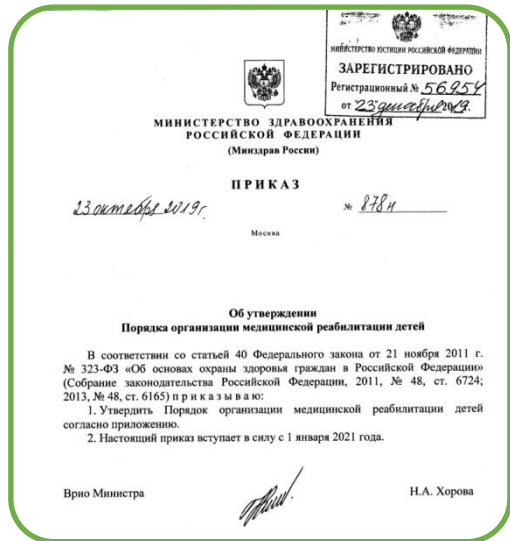 МИНИСТЕРСТВО ЮСТИЦИИ РОССИЙСКОЙ ФЕДЕРАЦИИ
ЗАРЕГИСТРИРОВАНО
Регистрационный № 56954
от "23" декабря 2019.
МИНИСТЕРСТВО ЗДРАВООХРАНЕНИЯ
РОССИЙСКОЙ ФЕДЕРАЦИИ
(Минздрав России)
ПРИКАЗ
23 октября 2019г. № 878н
Москва
Об утверждении
Порядка организации медицинской реабилитации детей
В соответствии со статьей 40 Федерального закона от 21 ноября 2011 г.
№ 323-ФЗ «Об основах охраны здоровья граждан в Российской Федерации»
(Собрание законодательства Российской Федерации, 2011, № 48, ст. 6724;
2013, № 48, ст. 6165) п р и к а з ы в а ю:
1. Утвердить Порядок организации медицинской реабилитации детей
согласно приложению.
2. Настоящий приказ вступает в силу с 1 января 2021 года.
Врио Министра Н.А. Хорова